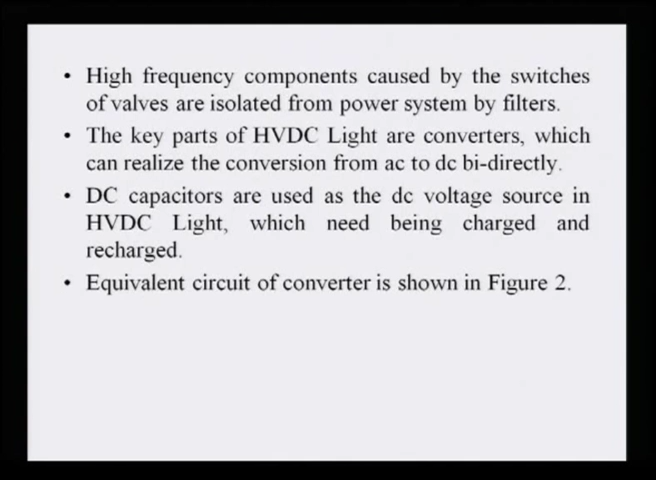 • High frequency components caused by the switches
of valves are isolated from power system by filters.
• The key parts of HVDC Light are converters, which
can realize the conversion from ac to dc bi-directly.
• DC capacitors are used as the dc voltage source in
HVDC Light, which need being charged and
recharged.
• Equivalent circuit of converter is shown in Figure 2.